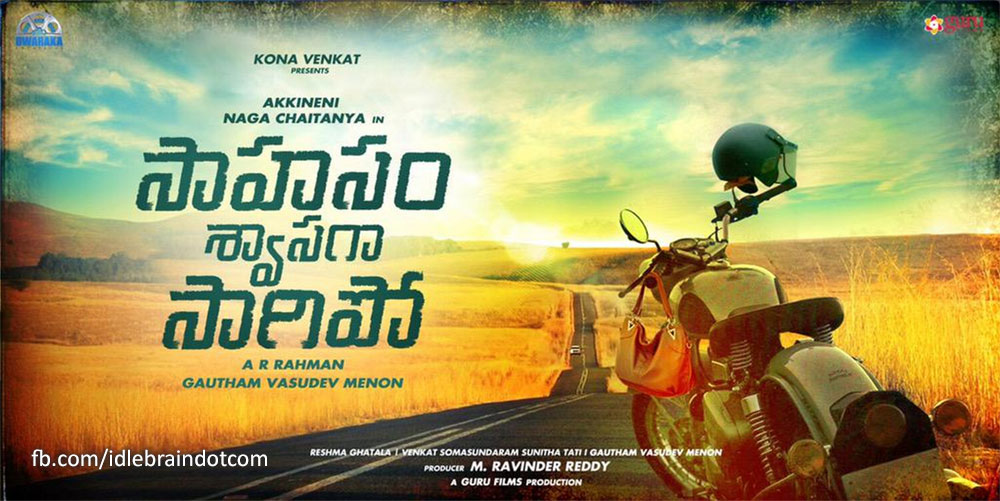 DWARAKA
guru
KONA VENKAT
PRESENTS
AKKINENI
NAGA CHAITANYA IN
సాహసం
శ్వాసగా
సాగిపో
A R RAHMAN
GAUTHAM VASUDEV MENON
fb.com/idlebraindotcom
RESHMA GHATALA I VENKAT SOMASUNDARAM SUNITHA TATI I GAUTHAM VASUDEV MENON
PRODUCER M. RAVINDER REDDY
A GURU FILMS PRODUCTION